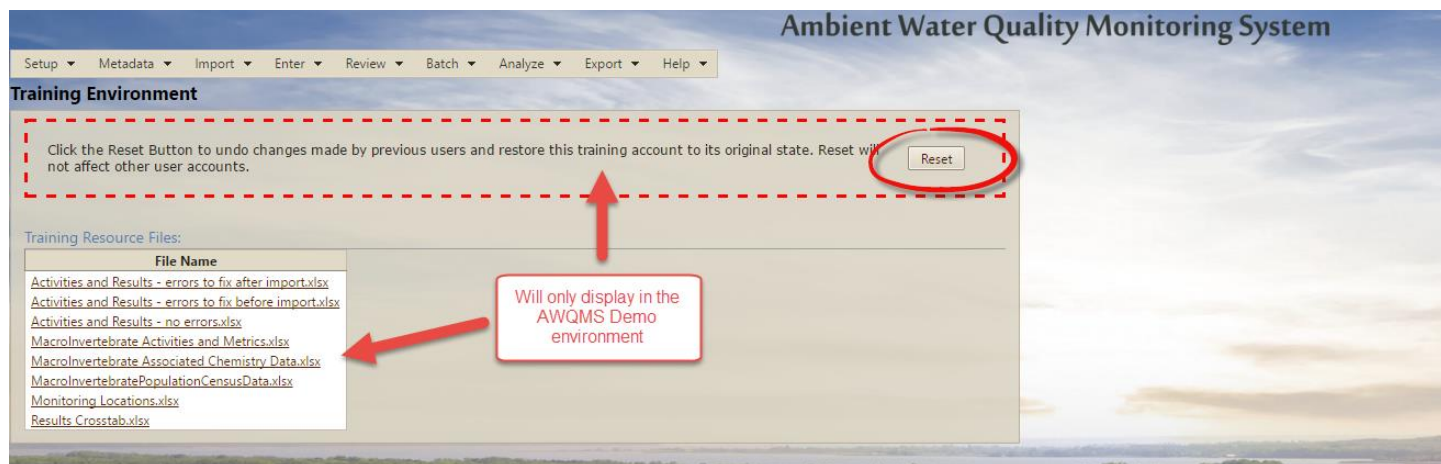 Ambient Water Quality Monitoring System
Setup Metadata Import Enter Review Batch Analyze Export Help
Training Environment
Click the Reset Button to undo changes made by previous users and restore this training account to its original state. Reset will
not affect other user accounts.
Reset
Training Resource Files:
File Name
Activities and Results - errors to fix after import.xlsx
Activities and Results - errors to fix before import.xlsx
Activities and Results - no errors.xlsx
MacroInvertebrate Activities and Metrics.xlsx
MacroInvertebrate Associated Chemistry Data.xlsx
MacroInvertebratePopulationCensusData.xlsx
Monitoring Locations.xlsx
Results Crosstab.xlsx
Will only display in the
AWQMS Demo
environment